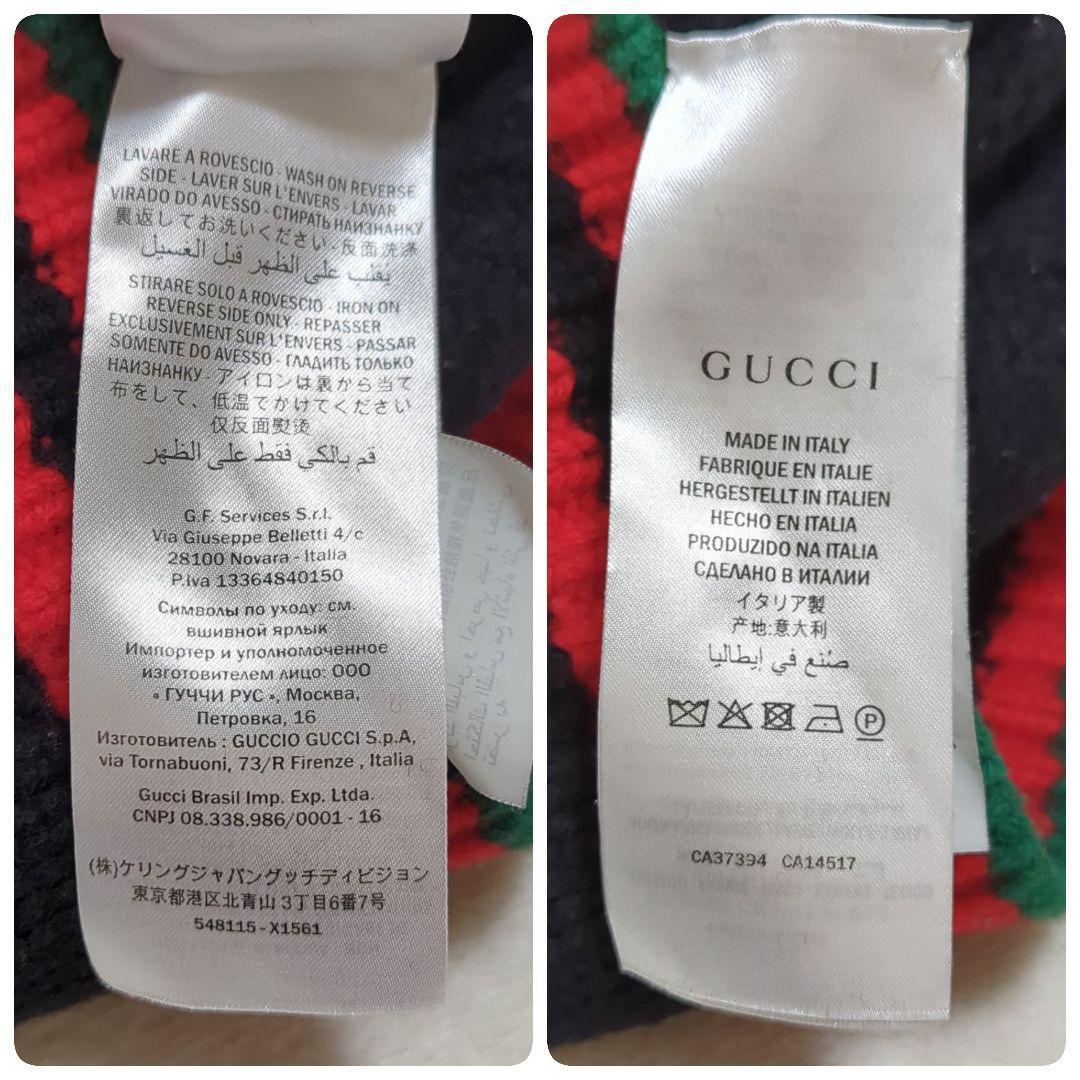 LAVARE A ROVESCIO - WASH ON REVERSE
SIDE - LAVER SUR L'ENVERS - LAVAR
VIRADO DO AVESSO - СТИРАТЬ НАИЗНАНКУ
裏返してお洗いください - 反面洗涤
يقلب على الظهر قبل الغسيل
STIRARE SOLO A ROVESCIO - IRON ON
REVERSE SIDE ONLY - REPASSER
EXCLUSIVEMENT SUR L'ENVERS - PASSAR
SOMENTE DO AVESSO - ГЛАДИТЬ ТОЛЬКО
НАИЗНАНКУ - アイロンは裏から当て
布をして、低温でかけてください
仅反面熨烫
قم بالكي فقط على الظهر
G.F. Services S.r.l.
Via Giuseppe Belletti 4/c
28100 Novara - Italia
P.iva 13364840150
Символы по уходу: см.
вшивной ярлык
Импортер и уполномоченное
изготовителем лицо: ООО
« ГУЧЧИ РУС », Москва,
Петровка, 16
Изготовитель : GUCCIO GUCCI S.p.A,
via Tornabuoni, 73/R Firenze , Italia
Gucci Brasil Imp. Exp. Ltda.
CNPJ 08.338.986/0001 - 16
(株)ケリングジャパングッチディビジョン
東京都港区北青山 3丁目6番7号
548115 - X1561
GUCCI
MADE IN ITALY
FABRIQUE EN ITALIE
HERGESTELLT IN ITALIEN
HECHO EN ITALIA
PRODUZIDO NA ITALIA
СДЕЛАНО В ИТАЛИИ
イタリア製
产地:意大利
صُنع في إيطاليا
P
CA37394 CA14517